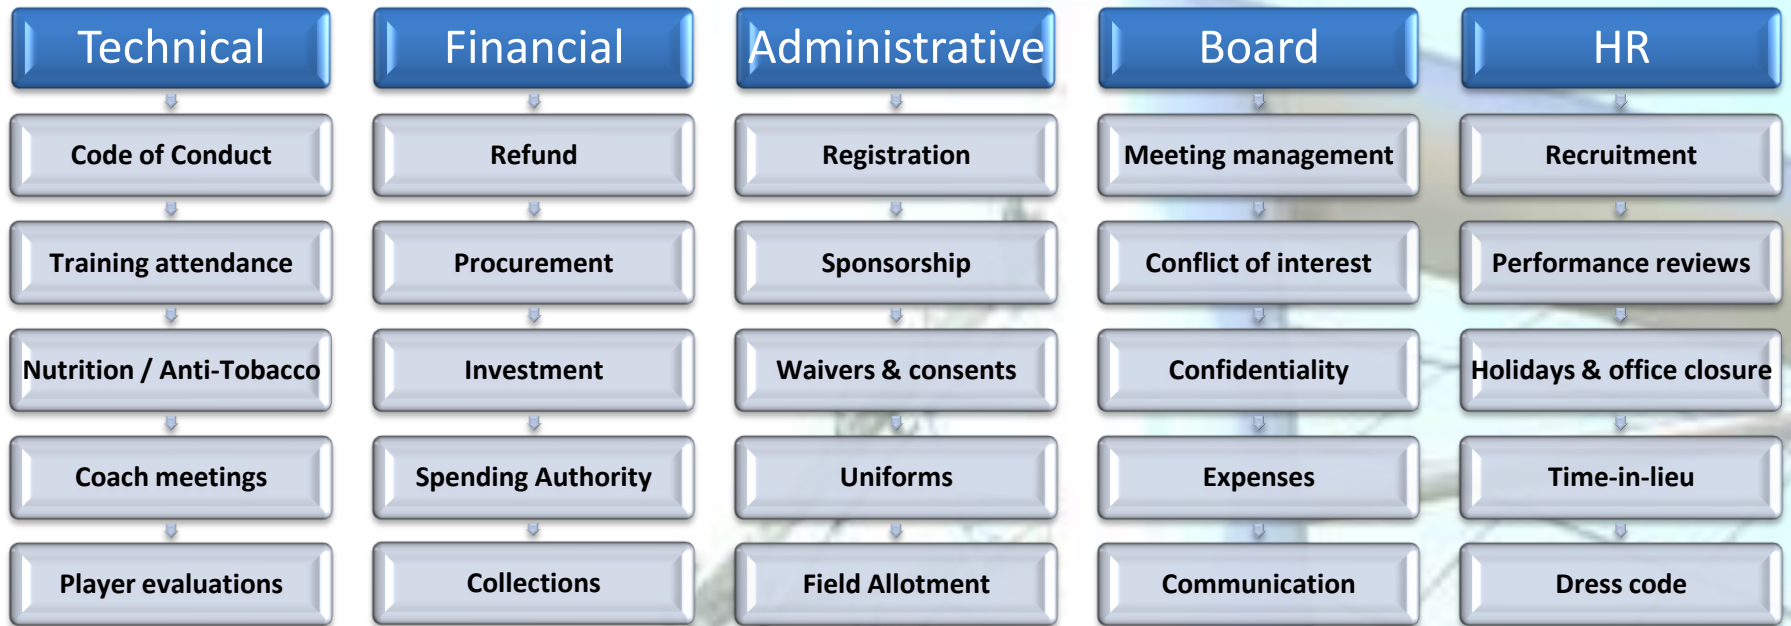 Technical
Code of Conduct
Training attendance
Nutrition / Anti-Tobacco
Coach meetings
Player evaluations
Financial
Refund
Procurement
Investment
Spending Authority
Collections
Administrative
Registration
Sponsorship
Waivers & consents
Uniforms
Field Allotment
Board
Meeting management
Conflict of interest
Confidentiality
Expenses
Communication
HR
Recruitment
Performance reviews
Holidays & office closure
Time-in-lieu
Dress code